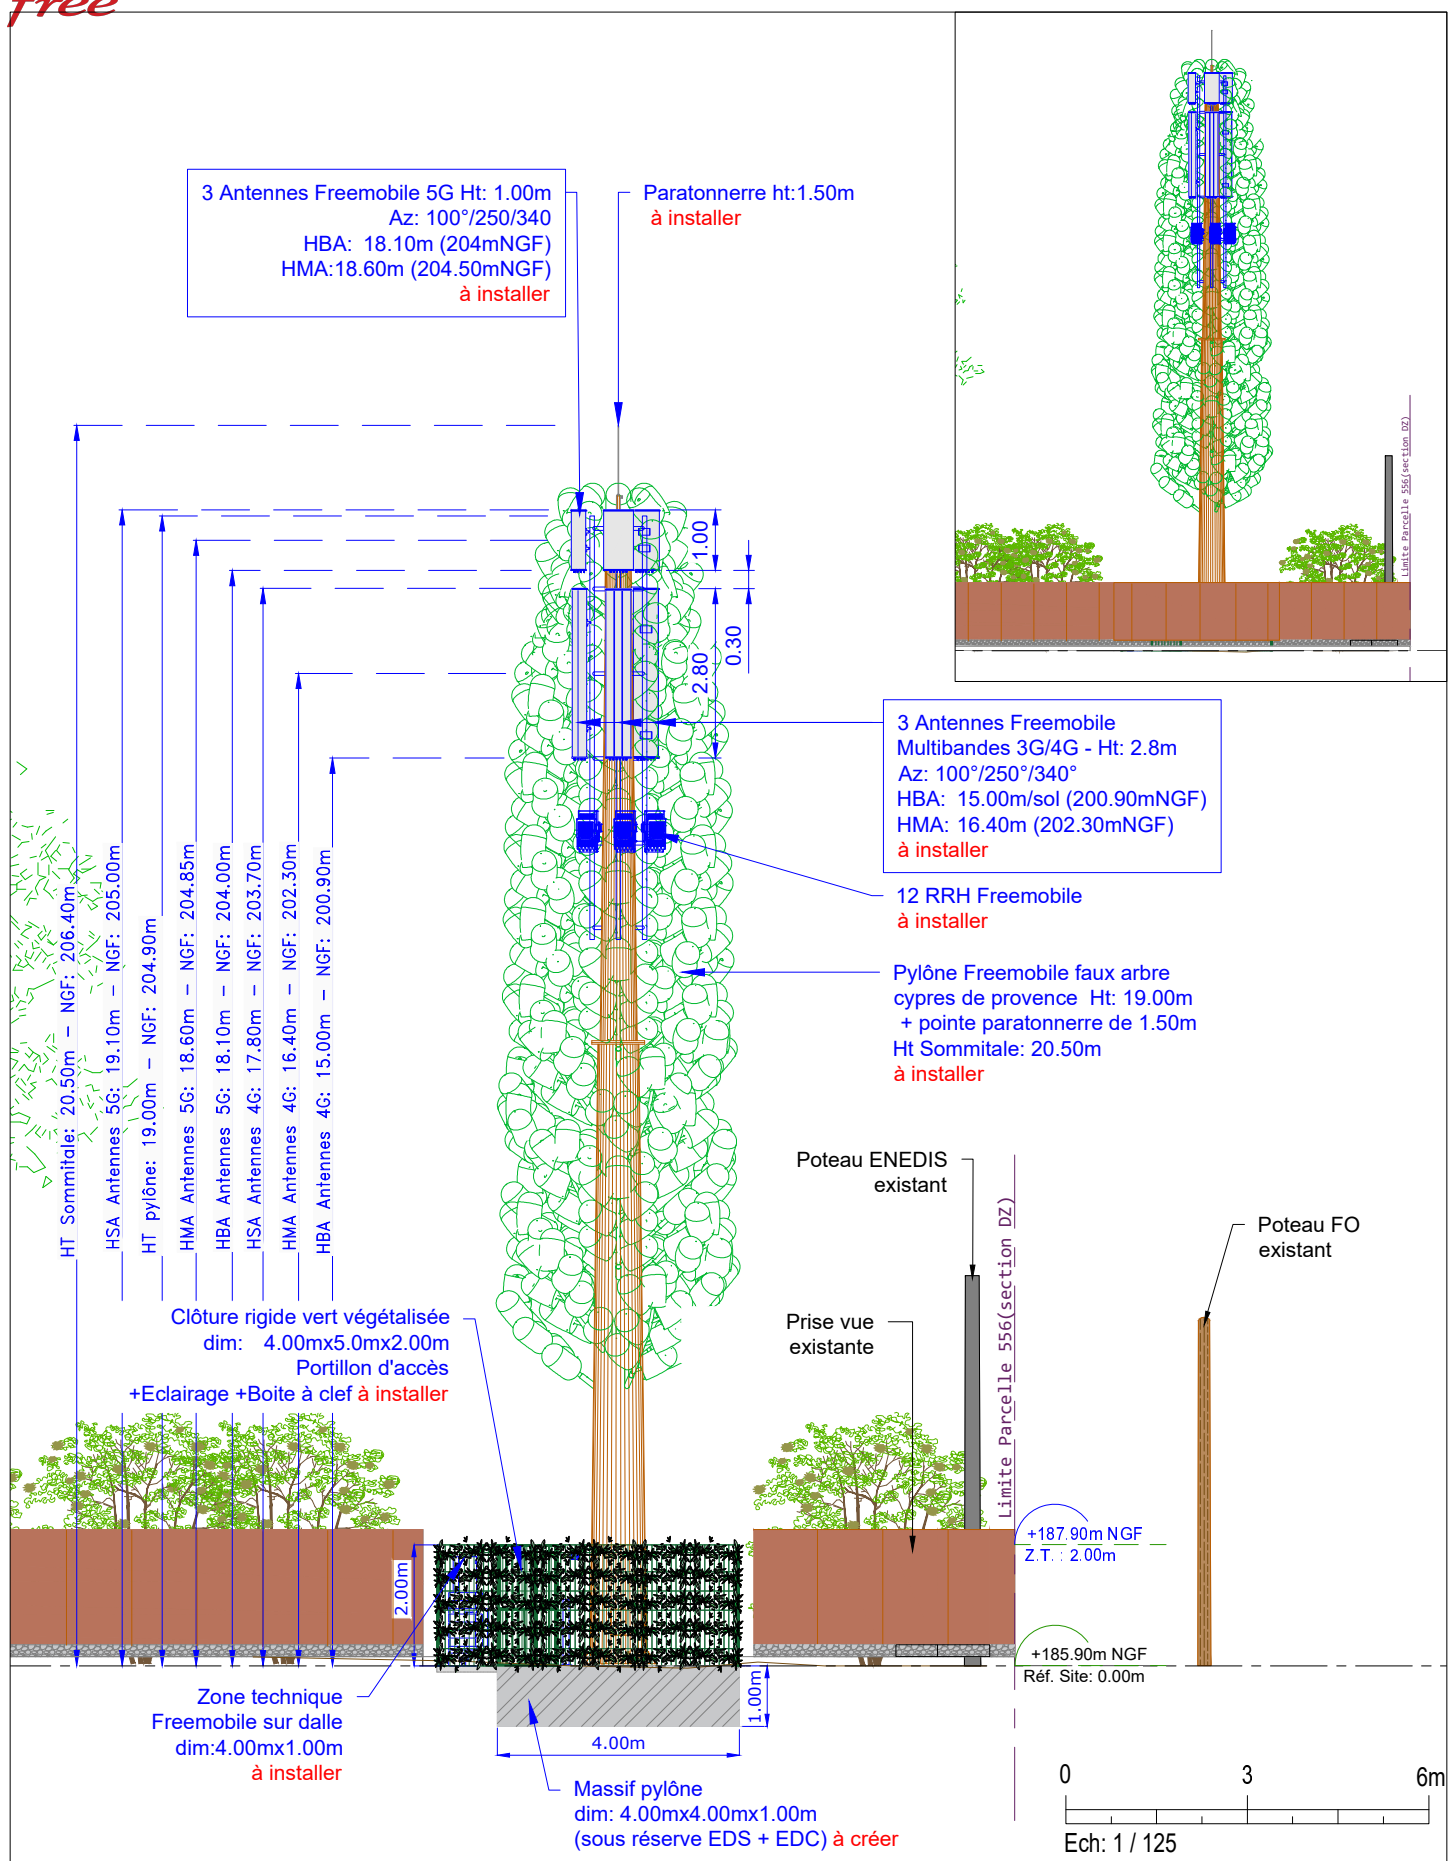 free
3 Antennes Freemobile 5G Ht: 1.00m
Az: 100°/250/340
HBA: 18.10m (204mNGF)
HMA:18.60m (204.50mNGF)
à installer
Paratonnerre ht:1.50m
à installer
Limite Parcelle 556(section DZ)
1.00
0.30
2.80
3 Antennes Freemobile
Multibandes 3G/4G - Ht: 2.8m
Az: 100°/250°/340°
HBA: 15.00m/sol (200.90mNGF)
HMA: 16.40m (202.30mNGF)
à installer
12 RRH Freemobile
à installer
Pylône Freemobile faux arbre
cypres de provence Ht: 19.00m
+ pointe paratonnerre de 1.50m
Ht Sommitale: 20.50m
à installer
HT Sommitale: 20.50m – NGF: 206.40m
HSA Antennes 5G: 19.10m – NGF: 205.00m
HT pylône: 19.00m – NGF: 204.90m
HMA Antennes 5G: 18.60m – NGF: 204.85m
HBA Antennes 5G: 18.10m – NGF: 204.00m
HSA Antennes 4G: 17.80m – NGF: 203.70m
HMA Antennes 4G: 16.40m – NGF: 202.30m
HBA Antennes 4G: 15.00m – NGF: 200.90m
Poteau ENEDIS
existant
Poteau FO
existant
Limite Parcelle 556(section DZ)
Prise vue
existante
Clôture rigide vert végétalisée
dim: 4.00mx5.0mx2.00m
Portillon d'accès
+Eclairage +Boite à clef à installer
+187.90m NGF
Z.T. : 2.00m
2.00m
+185.90m NGF
Réf. Site: 0.00m
1.00m
4.00m
Zone technique
Freemobile sur dalle
dim:4.00mx1.00m
à installer
Massif pylône
dim: 4.00mx4.00mx1.00m
(sous réserve EDS + EDC) à créer
0 3 6m
Ech: 1 / 125